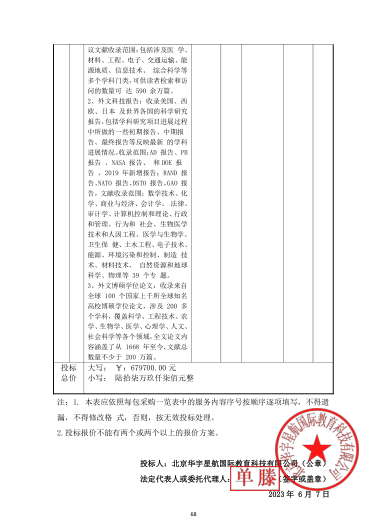 议文献收录范围:包括涉及医 学、
材料、工程、电子、交通运输、能
源地质、信息技术、 综合科学等
多个学科门类,可供读者检索和访
问的数量可 达 590 余万篇。
2、外文科技报告:收录美国、西
欧、日本 及世界各国的科学研究
报告,包括学科研究项目进展过程
中所做的一些初期报告、中期报
告、最终报告等反映最新 的学科
进展情况。收录范围:AD 报告、PB
报告 、NASA 报告、 和 DOE 报
告 。2019 年新增报告: RAND 报
告,NATO 报告,DSTO 报告,GAO 报
告。文献收录范围: 数学技术、化
学、商业与经济、会计学、 法律、
审计学、计算机控制和理论、行政
和管理、行为和 社会、生物医学
技术和人因工程、医学与生物学、
卫生保 健、土木工程、电子技术、
能源、环境污染和控制、制造 技
术、材料技术、 自然资源和地球
科学、物理等 39 个专 题。
3、外文博硕学位论文: 收录来自
全球 100 个国家上千所全球知名
高校博硕学位论文、涉及 200 多
个学科,覆盖科学、工程技术、农
学、生物学、医学、心理学、人文、
社会科学等各个领域,全文论文内
容涵盖了从 1668 年至今,文献总
数量不少于 200 万篇。
投标总价
大写: ¥: 679700.00 元
小写: 陆拾柒万玖仟柒佰元整
注: 1. 本表应依照每包采购一览表中的服务内容序号按顺序逐项填写,不得遗
漏,不得修改格 式,否则,按无效投标处理。
2.投标报价不能有两个或两个以上的报价方案。
投标人: 北京华宇星航国际教育科技有限公司 (公章)
法定代表人或委托代理人: 单滕 (签字或盖章)
2023 年 6 月 7 日
北京华宇星航国际教育科技有限公司
68